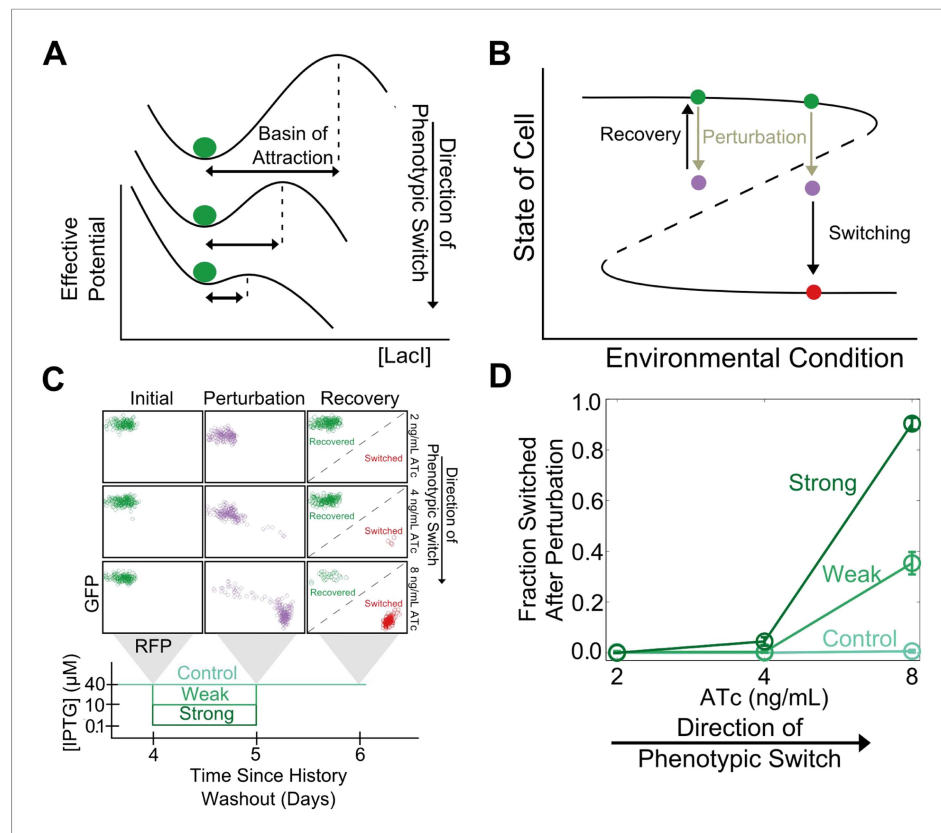 A
Basin of
Attraction
Direction of
Phenotypic Switch
Effective
Potential
[LacI]
B
State of Cell
Recovery
Perturbation
Switching
Environmental Condition
C
Initial
Perturbation
Recovery
Recovered
Switched
2 ng/mL ATc
Recovered
Switched
4 ng/mL ATc
Recovered
Switched
8 ng/mL ATc
Direction of
Phenotypic Switch
GFP
RFP
[IPTG] (µM)
40
10
0.1
Control
Weak
Strong
4
5
6
Time Since History
Washout (Days)
D
Fraction Switched
After Perturbation
1.0
0.8
0.6
0.4
0.2
0.0
Strong
Weak
Control
2
4
8
ATc (ng/mL)
Direction of
Phenotypic Switch